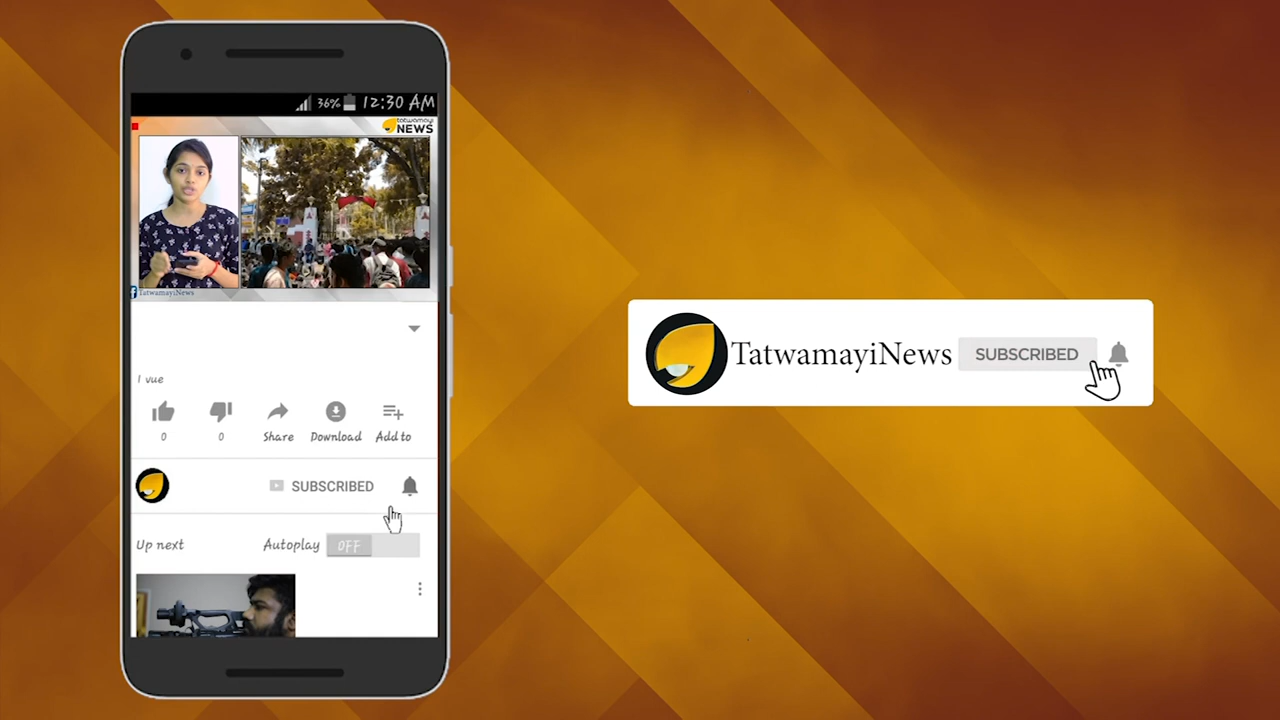 36% 12:30 AM
tatwamayi
NEWS
TatwamayiNews
1 vue
0 0 Share Download Add to
SUBSCRIBED
Up next Autoplay OFF
TatwamayiNews SUBSCRIBED